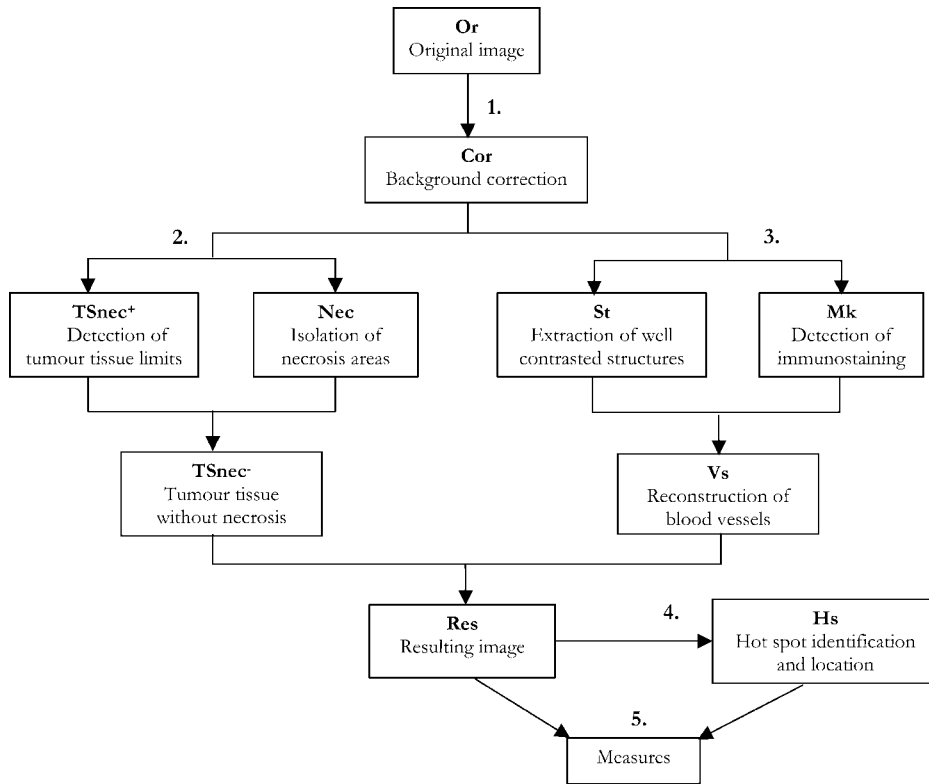 Or
Original image
1.
Cor
Background correction
2.
3.
TSnec⁺
Detection of
tumour tissue limits
Nec
Isolation of
necrosis areas
St
Extraction of well
contrasted structures
Mk
Detection of
immunostaining
TSnec⁻
Tumour tissue
without necrosis
Vs
Reconstruction of
blood vessels
Res
Resulting image
4.
Hs
Hot spot identification
and location
5.
Measures